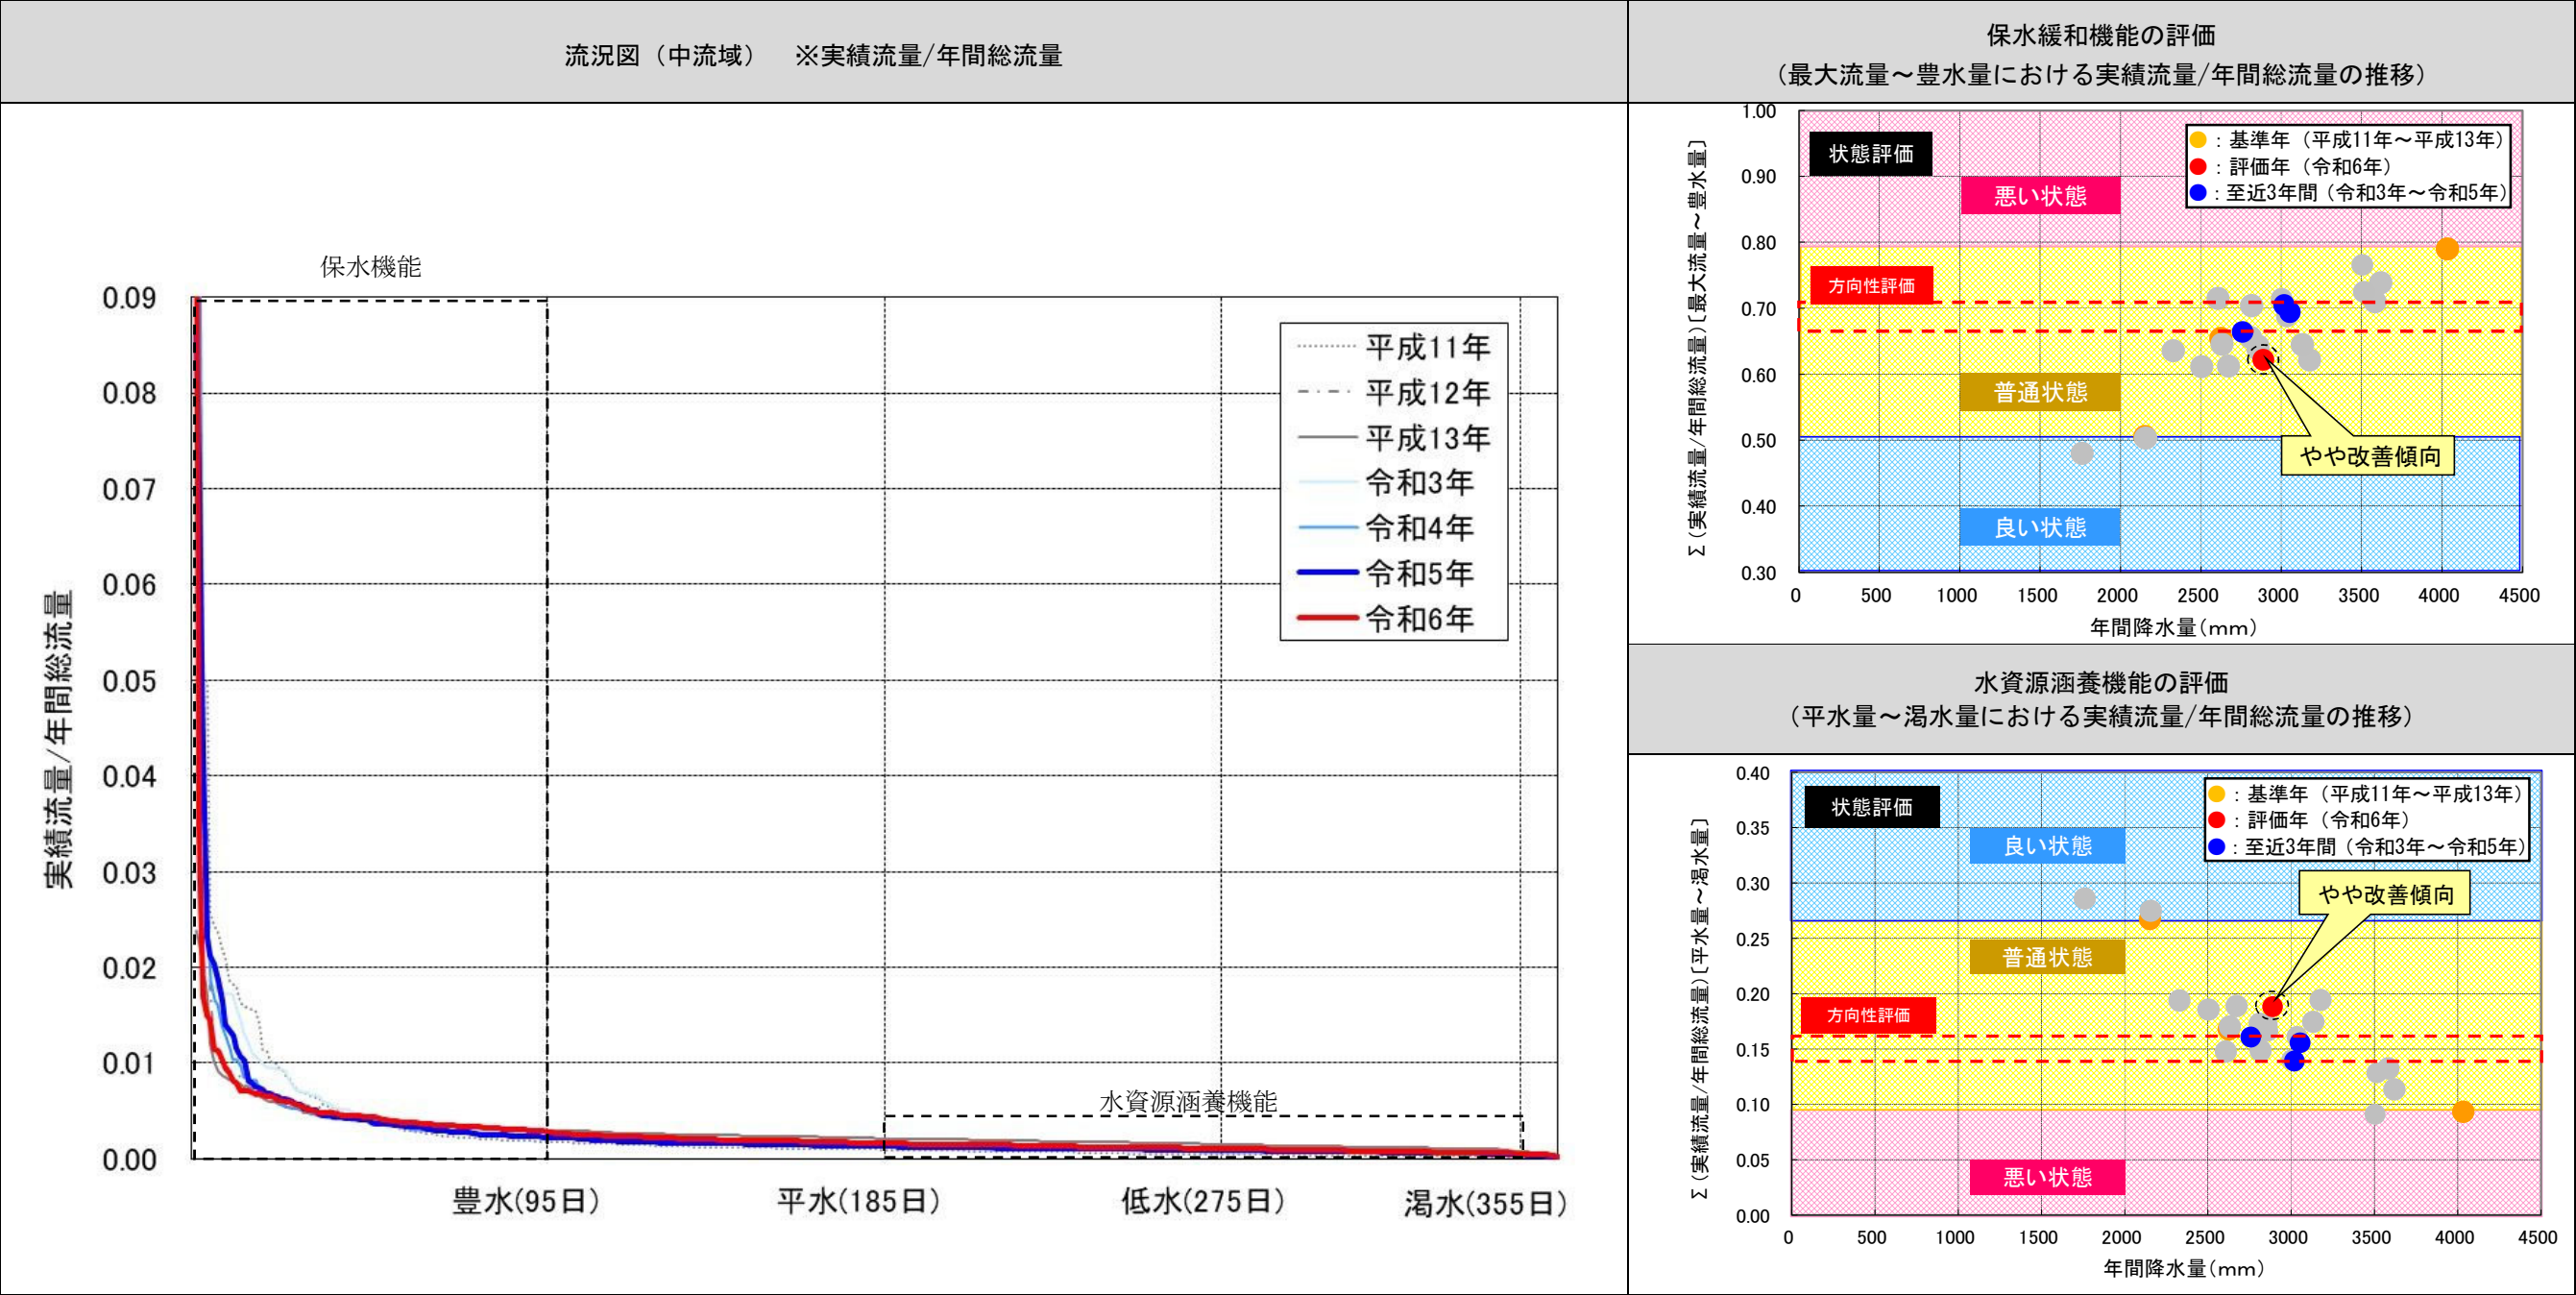 流況図（中流域）　※実績流量/年間総流量
保水機能
0.09
0.08
0.07
0.06
0.05
0.04
0.03
0.02
0.01
0.00
実績流量/年間総流量
平成11年
平成12年
平成13年
令和3年
令和4年
令和5年
令和6年
水資源涵養機能
豊水(95日)
平水(185日)
低水(275日)
渇水(355日)
保水緩和機能の評価
（最大流量～豊水量における実績流量/年間総流量の推移）
Σ（実績流量/年間総流量）〔最大流量～豊水量〕
1.00
0.90
0.80
0.70
0.60
0.50
0.40
0.30
状態評価
：基準年（平成11年～平成13年）
：評価年（令和6年）
：至近3年間（令和3年～令和5年）
悪い状態
方向性評価
普通状態
やや改善傾向
良い状態
0
500
1000
1500
2000
2500
3000
3500
4000
4500
年間降水量（mm）
水資源涵養機能の評価
（平水量～渇水量における実績流量/年間総流量の推移）
Σ（実績流量/年間総流量）〔平水量～渇水量〕
0.40
0.35
0.30
0.25
0.20
0.15
0.10
0.05
0.00
状態評価
：基準年（平成11年～平成13年）
：評価年（令和6年）
：至近3年間（令和3年～令和5年）
良い状態
やや改善傾向
普通状態
方向性評価
悪い状態
0
500
1000
1500
2000
2500
3000
3500
4000
4500
年間降水量（mm）